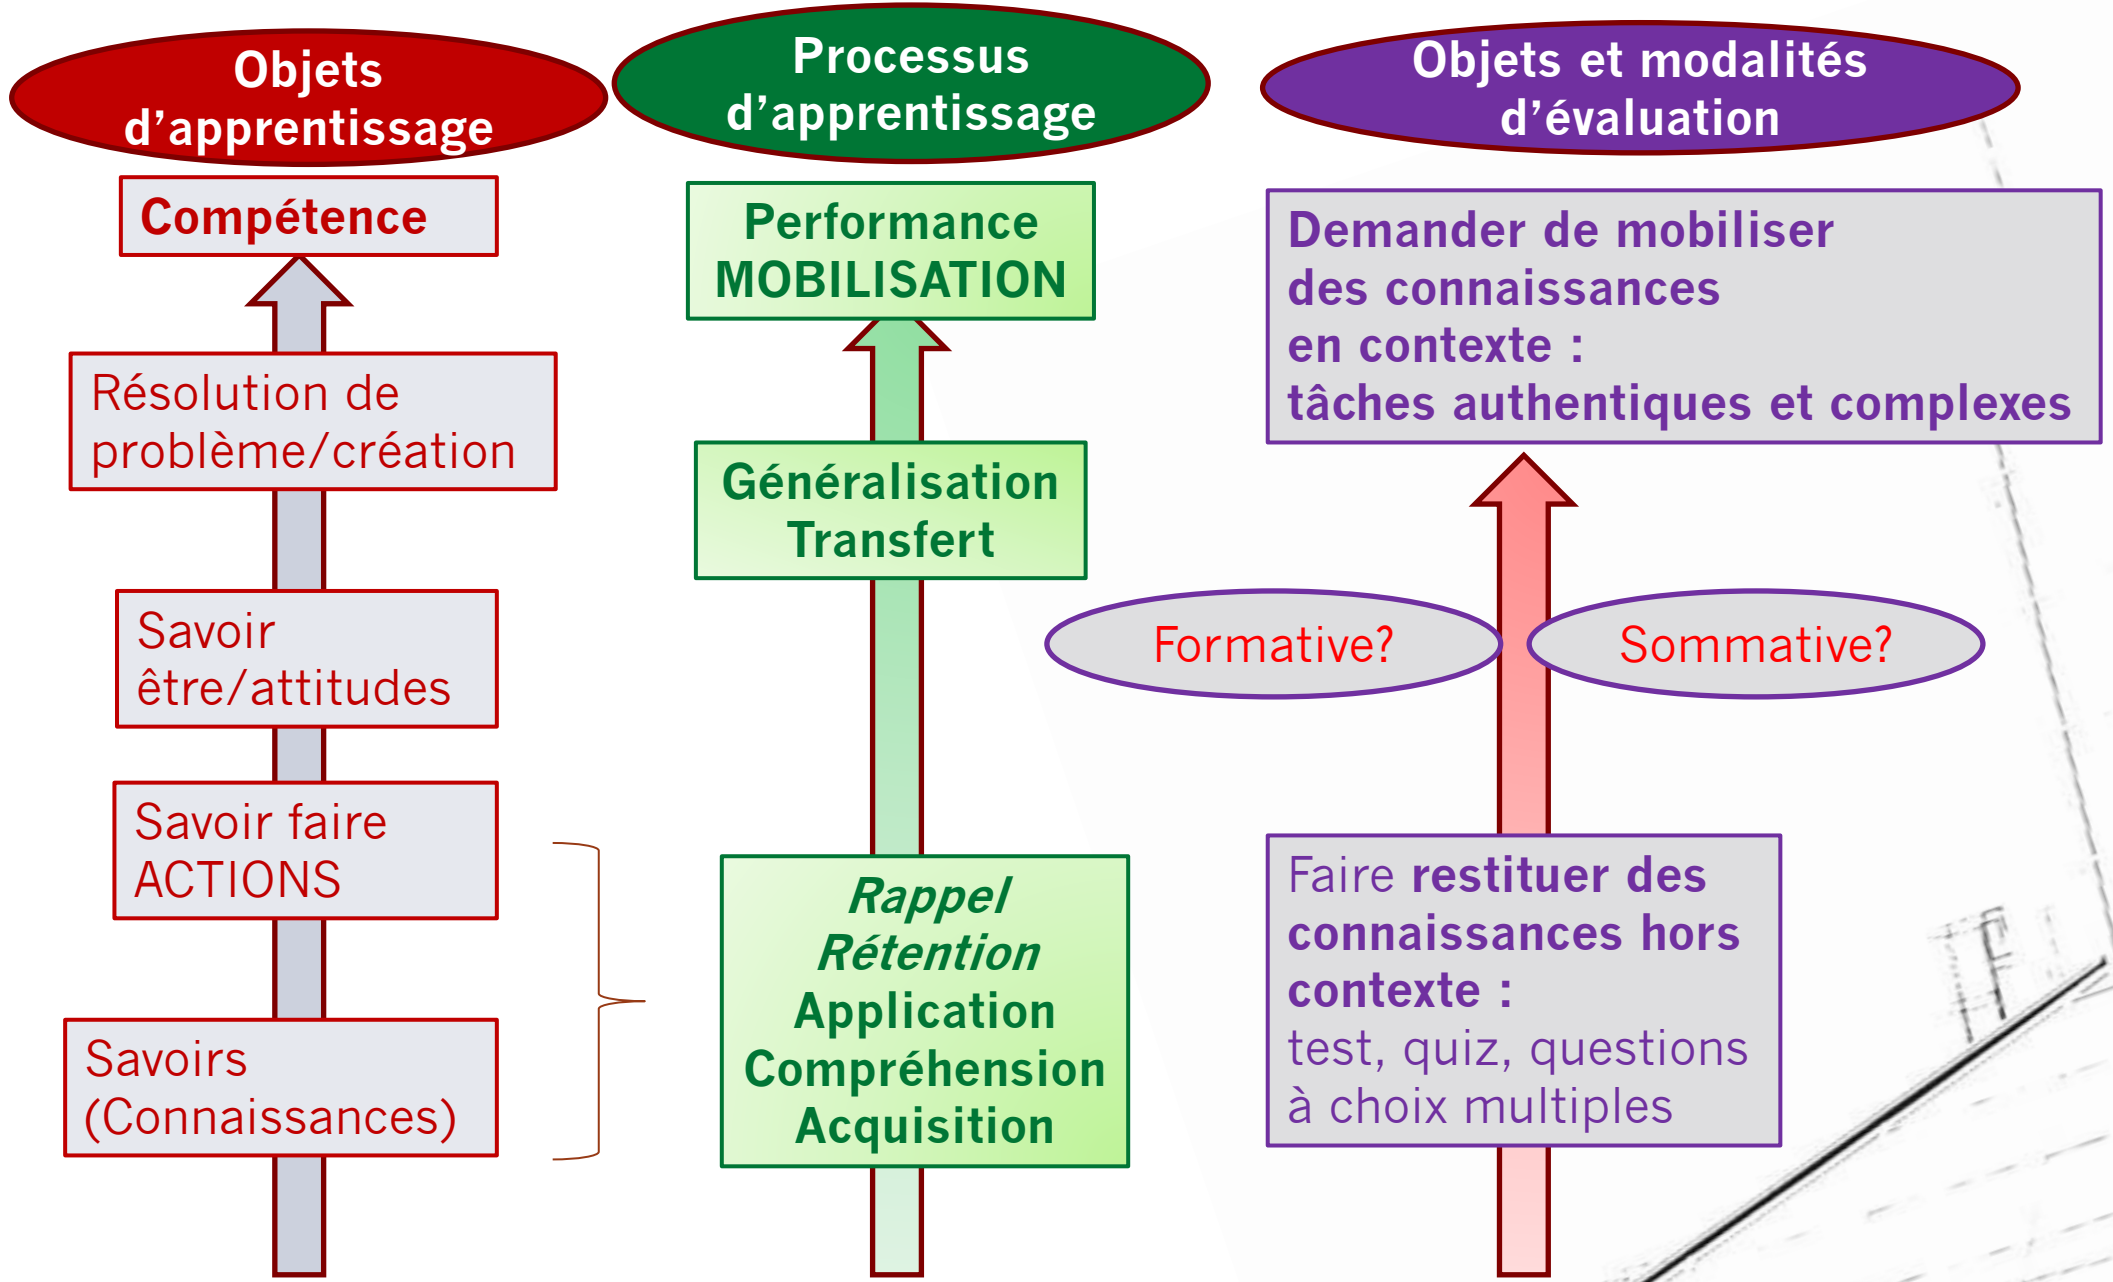 Objets
d'apprentissage
Compétence
Résolution de
problème/création
Savoir
être/attitudes
Savoir faire
ACTIONS
Savoirs
(Connaissances)
Processus
d'apprentissage
Performance
MOBILISATION
Généralisation
Transfert
Rappel
Rétention
Application
Compréhension
Acquisition
Objets et modalités
d'évaluation
Demander de mobiliser
des connaissances
en contexte :
tâches authentiques et complexes
Formative?
Sommative?
Faire restituer des
connaissances hors
contexte :
test, quiz, questions
à choix multiples